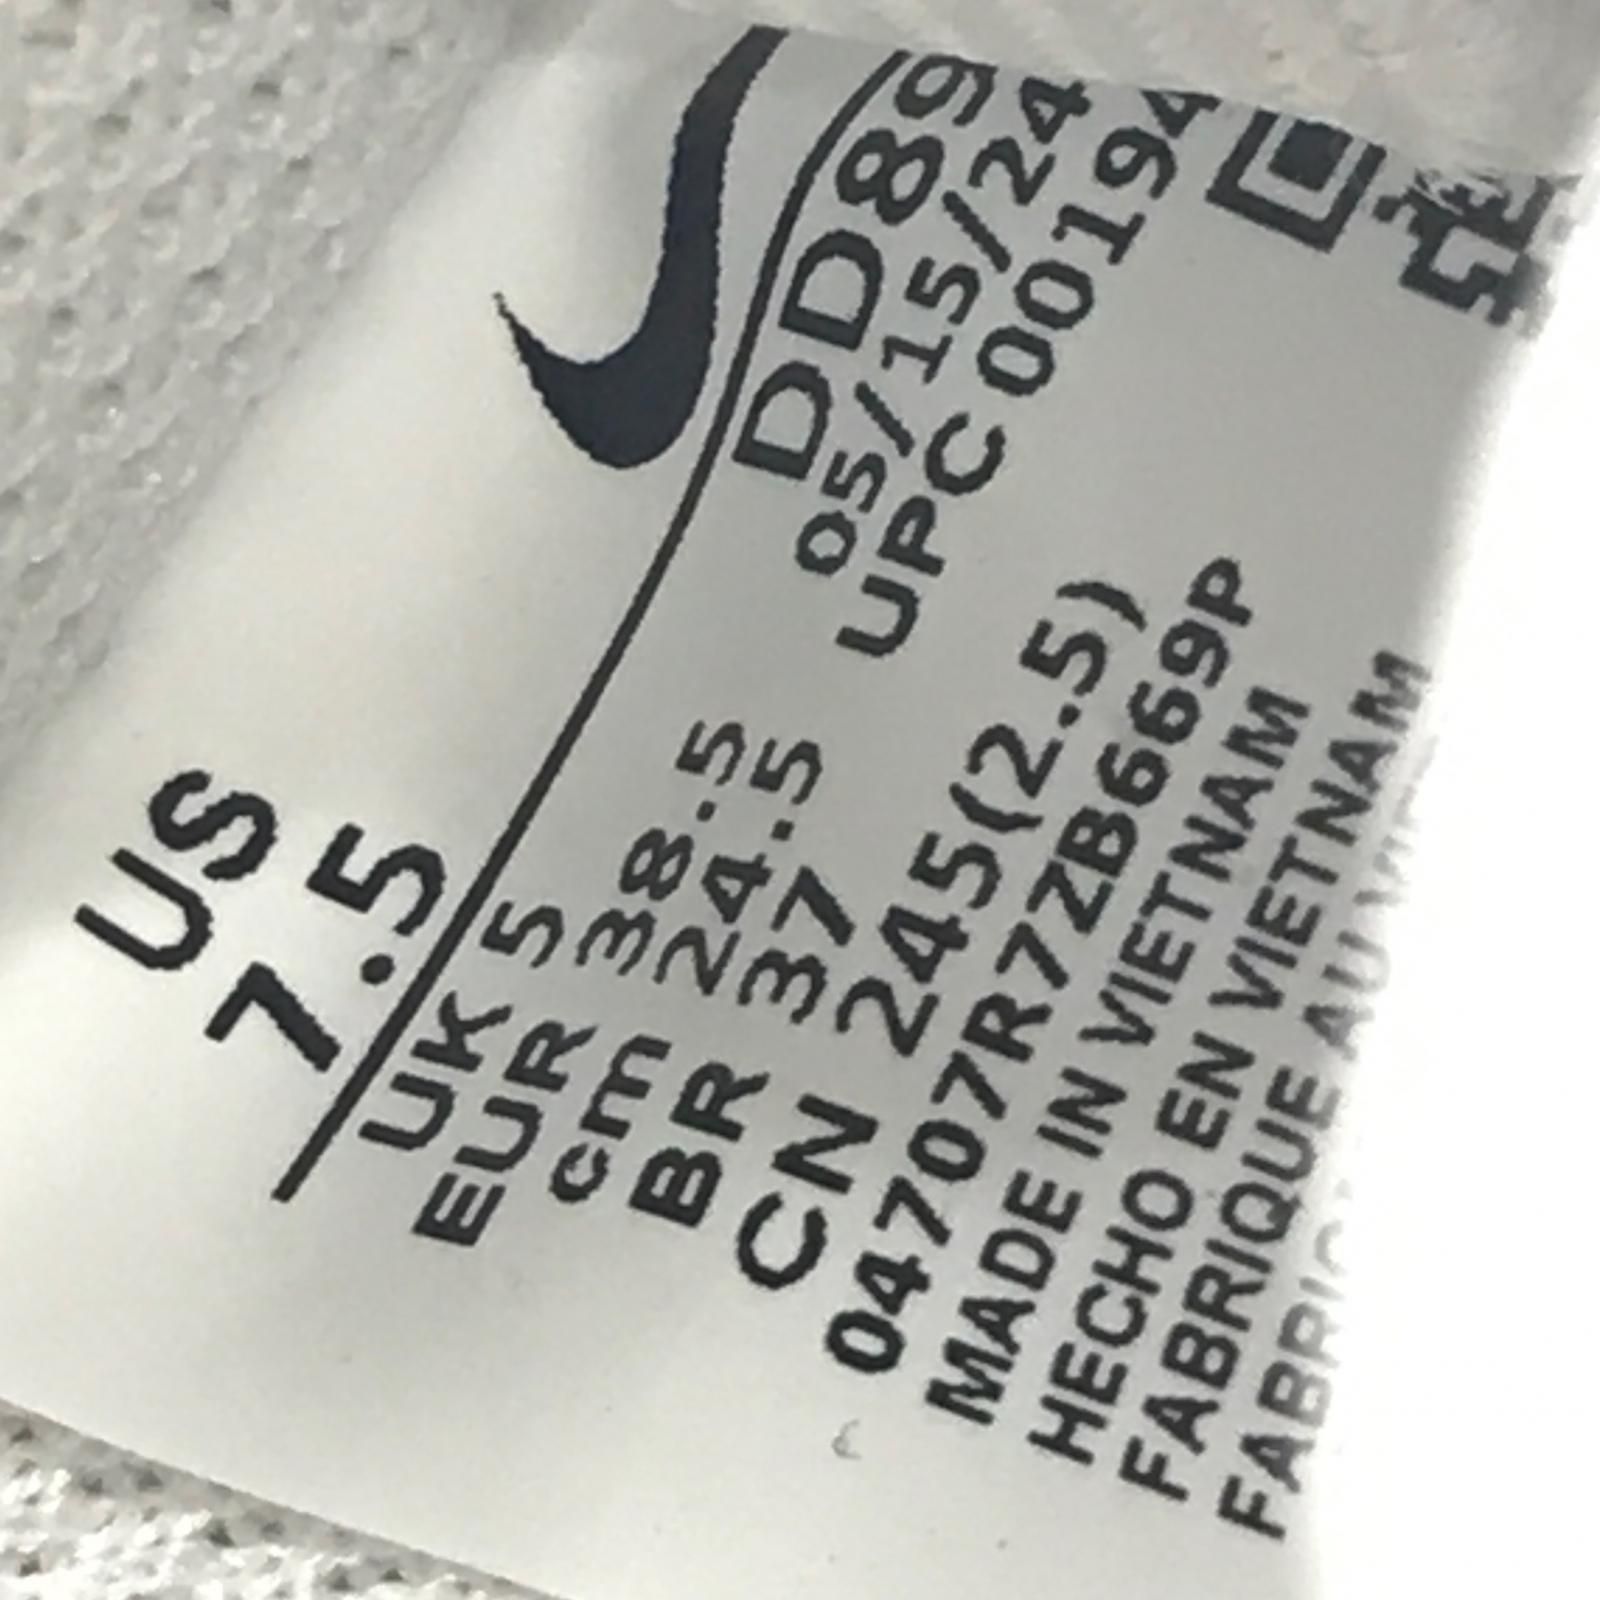 US
7.5
UK 5
EUR 38.5
cm 24.5
BR 37
CN 245(2.5)
04707R7ZB669P
MADE IN VIETNAM
HECHO EN VIETNAM
FABRIQUE AU
DD89
05/15/24
UPC 00194